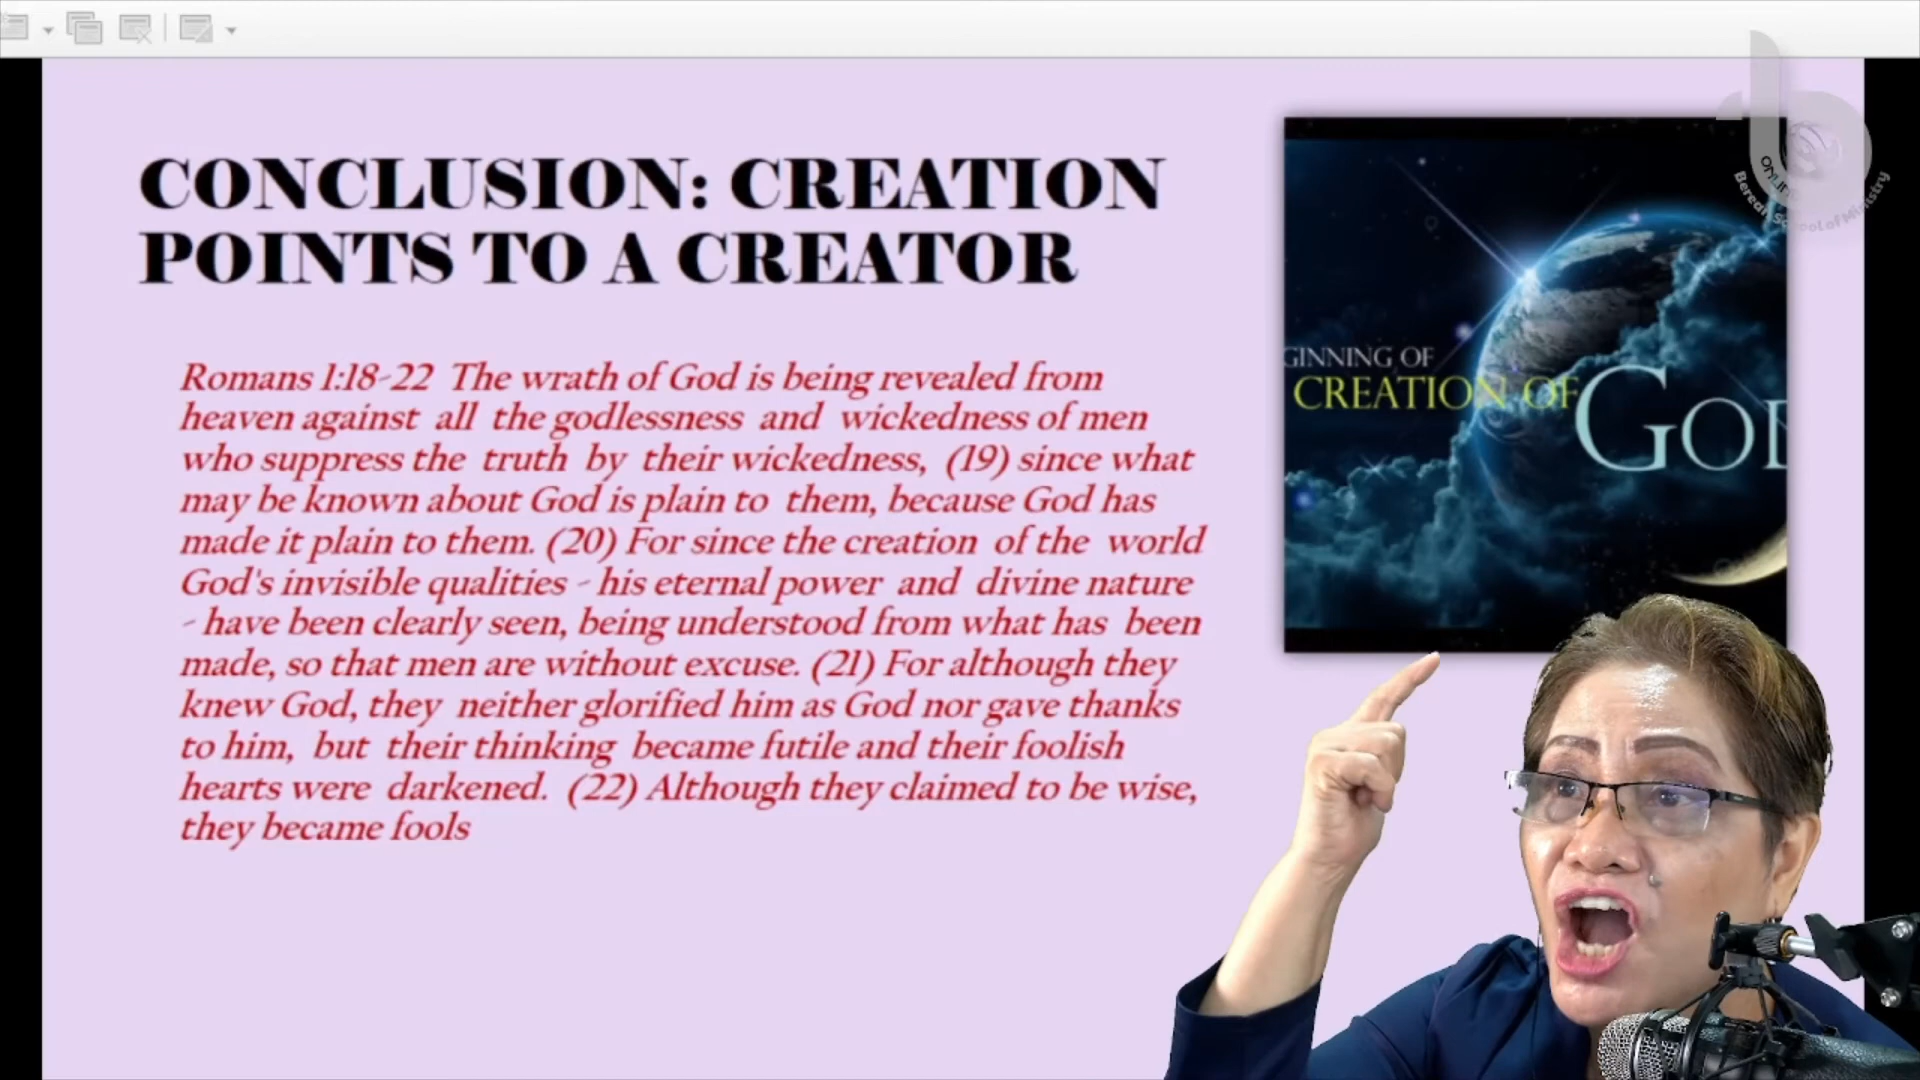 CONCLUSION: CREATION
POINTS TO A CREATOR
Romans 1:18-22 The wrath of God is being revealed from
heaven against all the godlessness and wickedness of men
who suppress the truth by their wickedness, (19) since what
may be known about God is plain to them, because God has
made it plain to them. (20) For since the creation of the world
God's invisible qualities - his eternal power and divine nature
- have been clearly seen, being understood from what has been
made, so that men are without excuse. (21) For although they
knew God, they neither glorified him as God nor gave thanks
to him, but their thinking became futile and their foolish
hearts were darkened. (22) Although they claimed to be wise,
they became fools
GINNING OF
CREATION OF
GOD
ONLINE
Berean School of Ministry